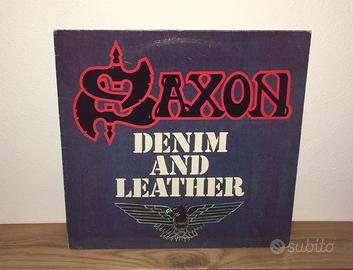 SAXON
DENIM
AND
LEATHER
subito